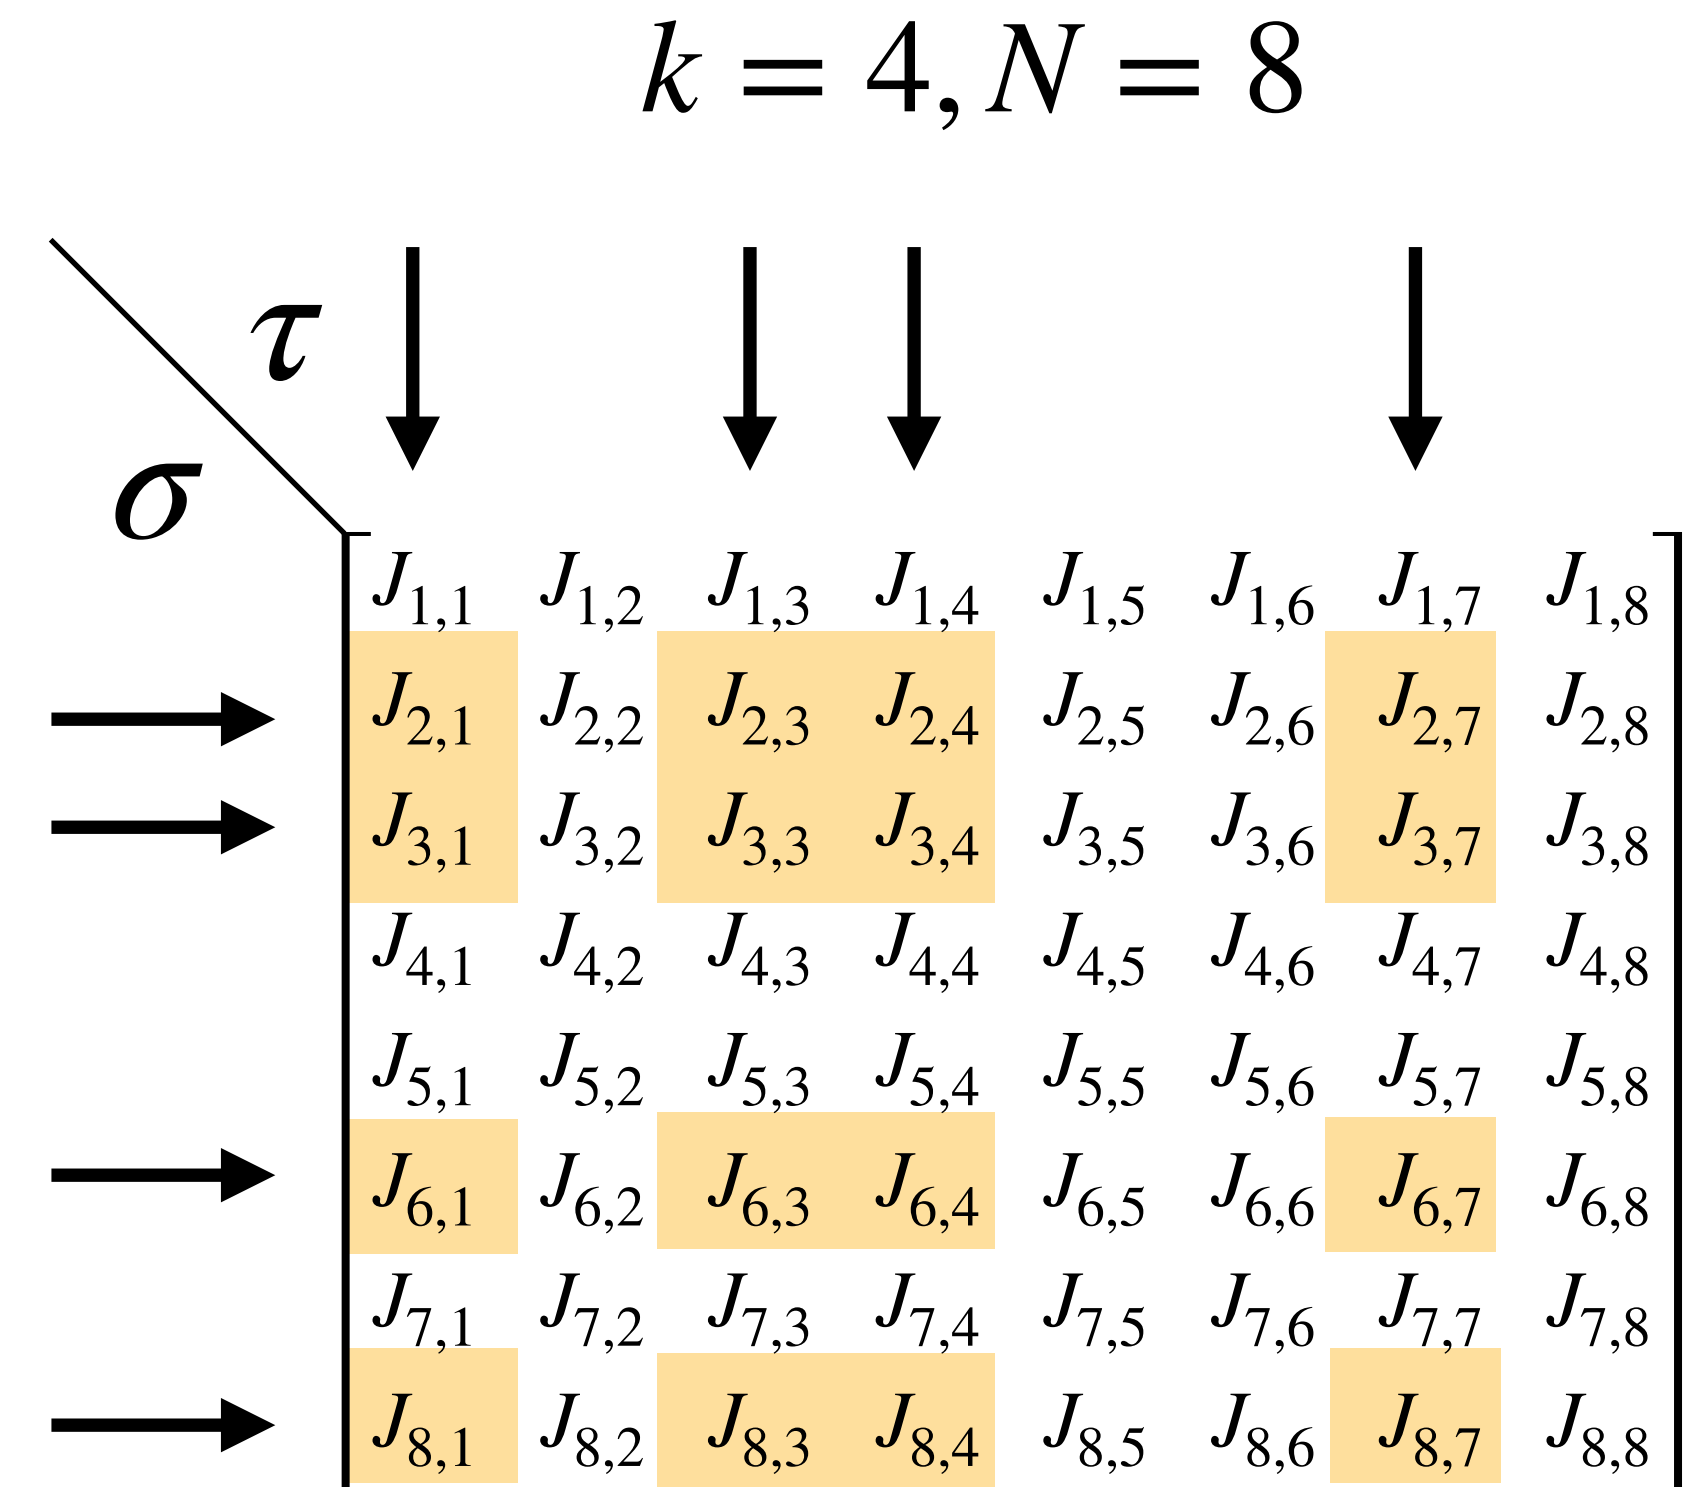 k = 4, N = 8
τ
σ
J1,1 J1,2 J1,3 J1,4 J1,5 J1,6 J1,7 J1,8
J2,1 J2,2 J2,3 J2,4 J2,5 J2,6 J2,7 J2,8
J3,1 J3,2 J3,3 J3,4 J3,5 J3,6 J3,7 J3,8
J4,1 J4,2 J4,3 J4,4 J4,5 J4,6 J4,7 J4,8
J5,1 J5,2 J5,3 J5,4 J5,5 J5,6 J5,7 J5,8
J6,1 J6,2 J6,3 J6,4 J6,5 J6,6 J6,7 J6,8
J7,1 J7,2 J7,3 J7,4 J7,5 J7,6 J7,7 J7,8
J8,1 J8,2 J8,3 J8,4 J8,5 J8,6 J8,7 J8,8